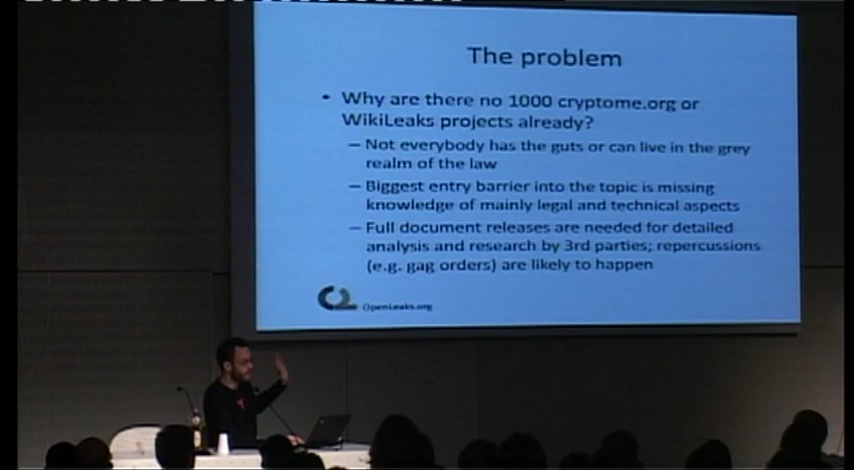 The problem
• Why are there no 1000 cryptome.org or
WikiLeaks projects already?
– Not everybody has the guts or can live in the grey
realm of the law
– Biggest entry barrier into the topic is missing
knowledge of mainly legal and technical aspects
– Full document releases are needed for detailed
analysis and research by 3rd parties; repercussions
(e.g. gag orders) are likely to happen
OpenLeaks.org